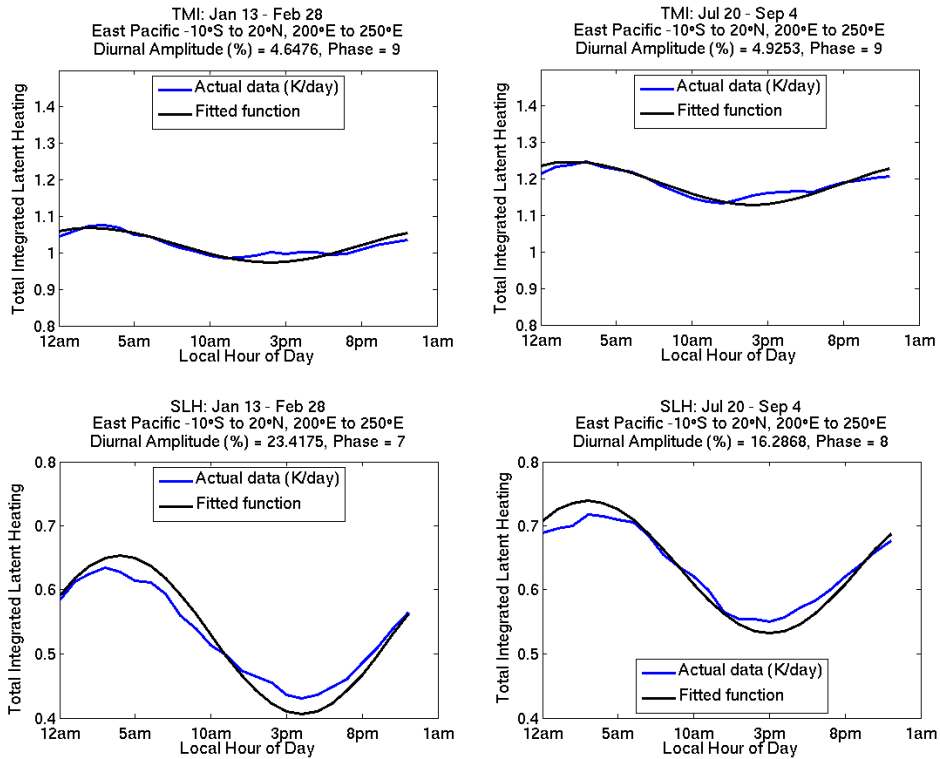 TMI: Jan 13 - Feb 28
East Pacific -10°S to 20°N, 200°E to 250°E
Diurnal Amplitude (%) = 4.6476, Phase = 9
Total Integrated Latent Heating
1.4
1.3
1.2
1.1
1
0.9
0.8
Actual data (K/day)
Fitted function
12am
5am
10am
3pm
8pm
1am
Local Hour of Day
TMI: Jul 20 - Sep 4
East Pacific -10°S to 20°N, 200°E to 250°E
Diurnal Amplitude (%) = 4.9253, Phase = 9
Total Integrated Latent Heating
1.4
1.3
1.2
1.1
1
0.9
0.8
Actual data (K/day)
Fitted function
12am
5am
10am
3pm
8pm
1am
Local Hour of Day
SLH: Jan 13 - Feb 28
East Pacific -10°S to 20°N, 200°E to 250°E
Diurnal Amplitude (%) = 23.4175, Phase = 7
Total Integrated Latent Heating
0.8
0.7
0.6
0.5
0.4
Actual data (K/day)
Fitted function
12am
5am
10am
3pm
8pm
1am
Local Hour of Day
SLH: Jul 20 - Sep 4
East Pacific -10°S to 20°N, 200°E to 250°E
Diurnal Amplitude (%) = 16.2868, Phase = 8
Total Integrated Latent Heating
0.8
0.7
0.6
0.5
0.4
Actual data (K/day)
Fitted function
12am
5am
10am
3pm
8pm
1am
Local Hour of Day